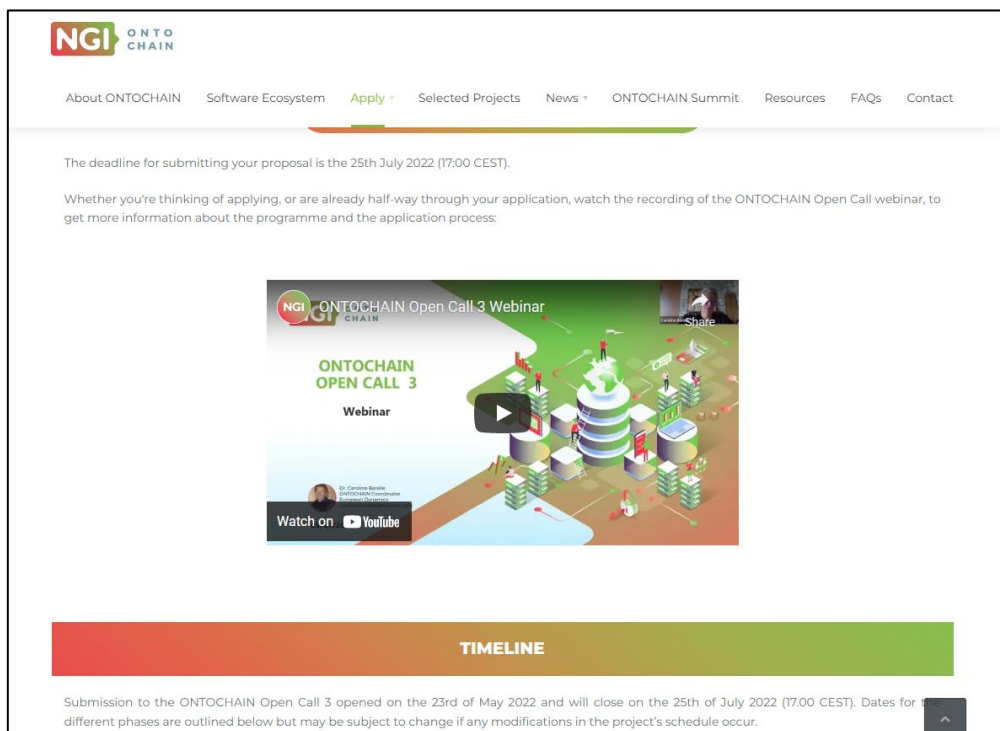 NGI ONTO
CHAIN
About ONTOCHAIN Software Ecosystem Apply Selected Projects News ONTOCHAIN Summit Resources FAQs Contact
The deadline for submitting your proposal is the 25th July 2022 (17:00 CEST).
Whether you're thinking of applying, or are already half-way through your application, watch the recording of the ONTOCHAIN Open Call webinar, to
get more information about the programme and the application process:
NGI ONTOCHAIN Open Call 3 Webinar
NGI
CHAIN
Share
ONTOCHAIN
OPEN CALL 3
Webinar
Dr. Caroline Barelle
ONTOCHAIN Coordinator
European Dynamics
Watch on YouTube
TIMELINE
Submission to the ONTOCHAIN Open Call 3 opened on the 23rd of May 2022 and will close on the 25th of July 2022 (17.00 CEST). Dates for the
different phases are outlined below but may be subject to change if any modifications in the project's schedule occur.